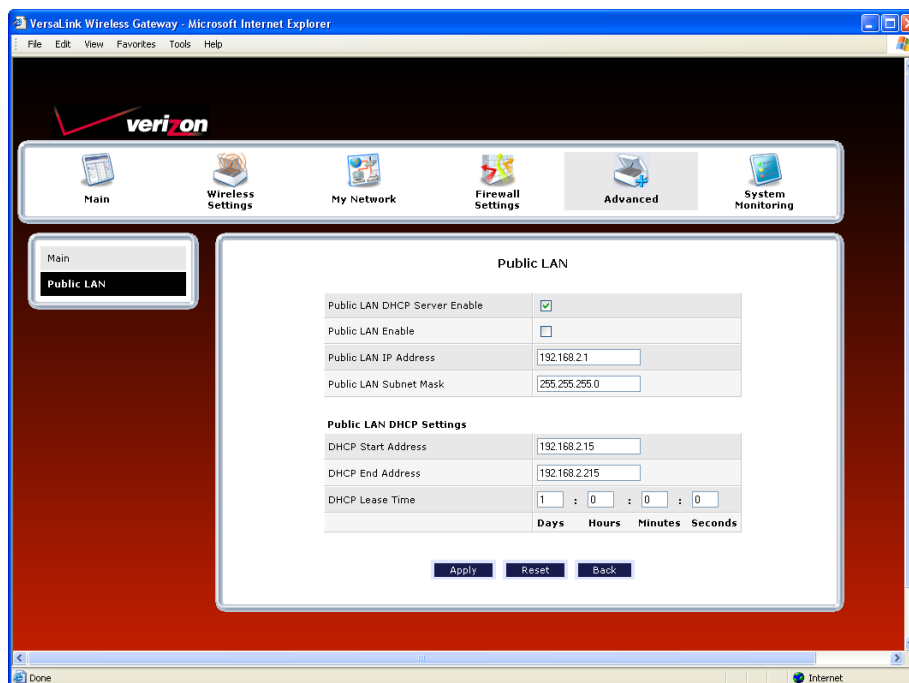 VersaLink Wireless Gateway - Microsoft Internet Explorer
File Edit View Favorites Tools Help
verizon
Main
Wireless Settings
My Network
Firewall Settings
Advanced
System Monitoring
Main
Public LAN
Public LAN
Public LAN DHCP Server Enable
Public LAN Enable
Public LAN IP Address 192.168.2.1
Public LAN Subnet Mask 255.255.255.0
Public LAN DHCP Settings
DHCP Start Address 192.168.2.15
DHCP End Address 192.168.2.215
DHCP Lease Time 1 : 0 : 0 : 0
Days Hours Minutes Seconds
Apply Reset Back
Done Internet